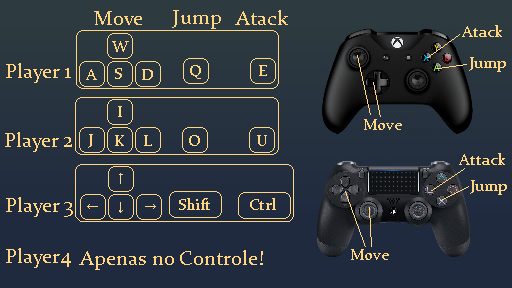 Move Jump Atack
W
Player 1 A S D Q E
I
Player 2 J K L O U
↑
Player 3 ← ↓ → Shift Ctrl
Player4 Apenas no Controle!
Atack
Jump
Move
Attack
Jump
Move